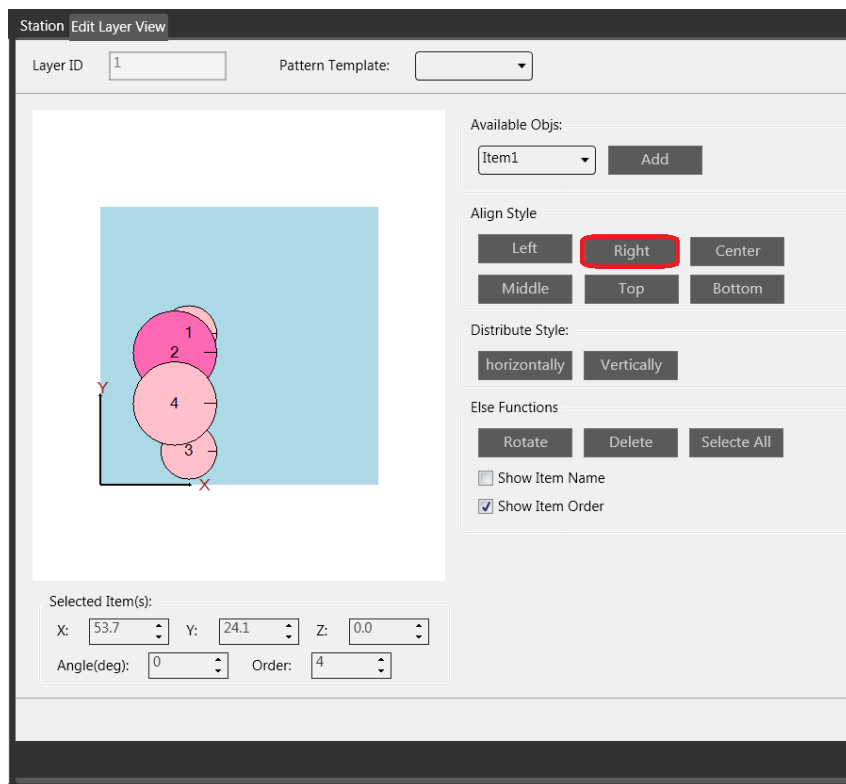 Station Edit Layer View
Layer ID 1 Pattern Template:
Available Objs:
Item1 Add
Align Style
Left Right Center
Middle Top Bottom
Distribute Style:
horizontally Vertically
Else Functions
Rotate Delete Selecte All
Show Item Name
Show Item Order
1
2
Y
4
3
X
Selected Item(s):
X: 53.7 Y: 24.1 Z: 0.0
Angle(deg): 0 Order: 4